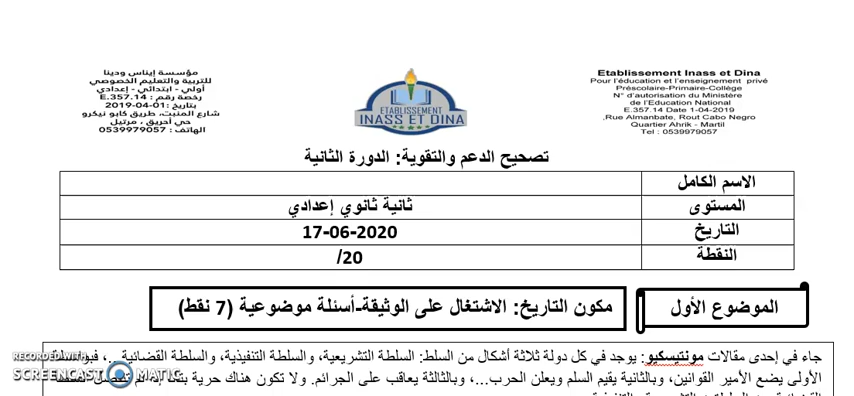 مؤسسة إيناس ودينا
للتربية والتعليم الخصوصي
أولي - ابتدائي - إعدادي
رخصة رقم : E.357.14
بتاريخ : 01-04-2019
شارع المنبت، طريق كابو نيكرو
حي أحريق ، مرتيل
الهاتف : 0539979057
ETABLISSEMENT
INASS ET DINA
Etablissement Inass et Dina
Pour l'éducation et l'enseignement privé
Préscolaire-Primaire-Collège
N° d'autorisation du Ministère
de l'Education National
E.357.14 Date 1-04-2019
,Rue Almanbate, Rout Cabo Negro
Quartier Ahrik - Martil
Tel : 0539979057
تصحيح الدعم والتقوية: الدورة الثانية
الاسم الكامل
المستوى ثانية ثانوي إعدادي
التاريخ 17-06-2020
النقطة /20
الموضوع الأول
مكون التاريخ: الاشتغال على الوثيقة-أسئلة موضوعية (7 نقط)
جاء في إحدى مقالات مونتيسكيو: يوجد في كل دولة ثلاثة أشكال من السلط: السلطة التشريعية، والسلطة التنفيذية، والسلطة القضائية...،
الأولى يضع الأمير القوانين، وبالثانية يقيم السلم ويعلن الحرب...، وبالثالثة يعاقب على الجرائم. ولا تكون هناك حرية
RECORDED WITH
SCREENCAST MATIC